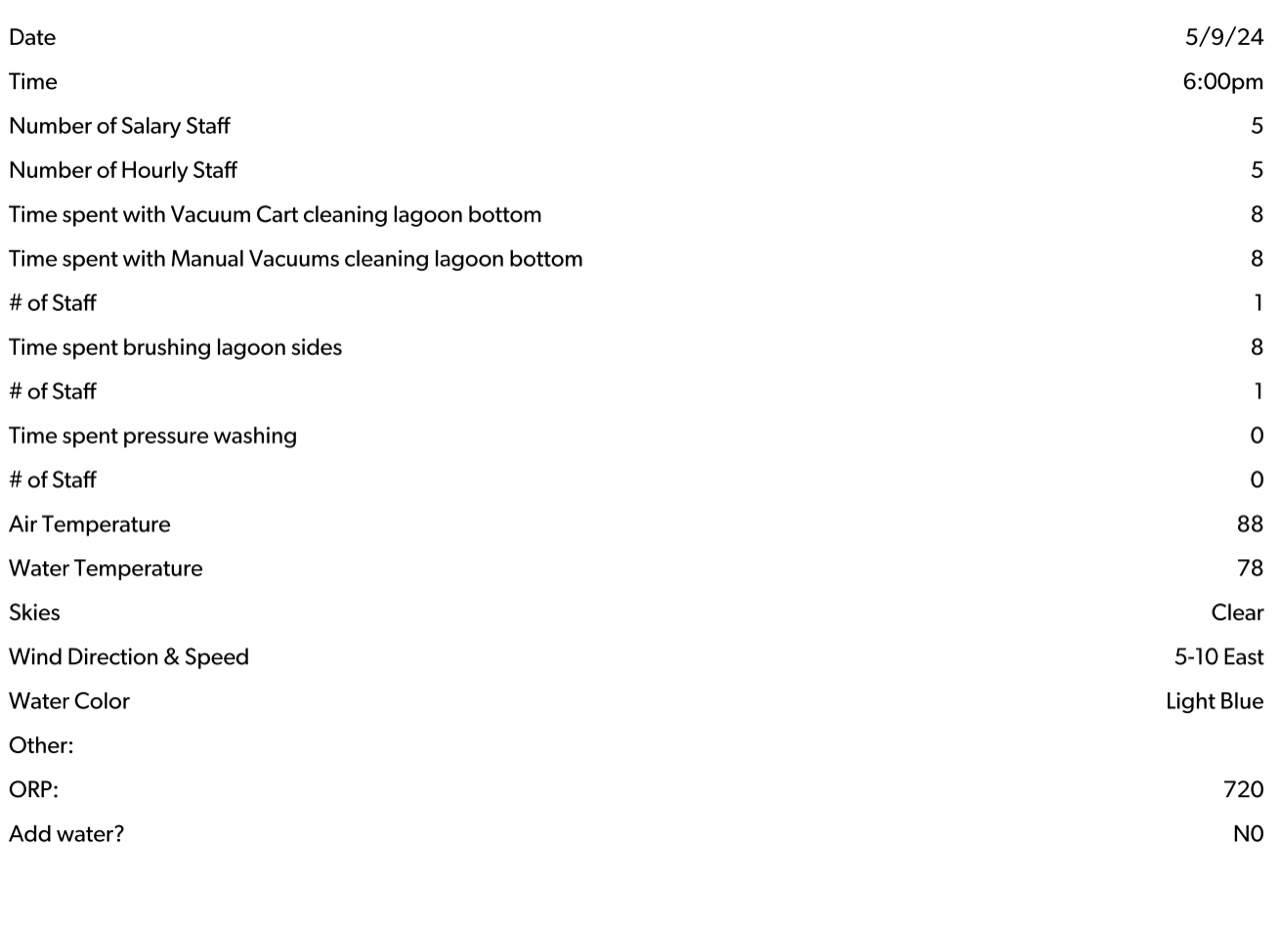 Date 5/9/24
Time 6:00pm
Number of Salary Staff 5
Number of Hourly Staff 5
Time spent with Vacuum Cart cleaning lagoon bottom 8
Time spent with Manual Vacuums cleaning lagoon bottom 8
# of Staff 1
Time spent brushing lagoon sides 8
# of Staff 1
Time spent pressure washing 0
# of Staff 0
Air Temperature 88
Water Temperature 78
Skies Clear
Wind Direction & Speed 5-10 East
Water Color Light Blue
Other:
ORP: 720
Add water? N0